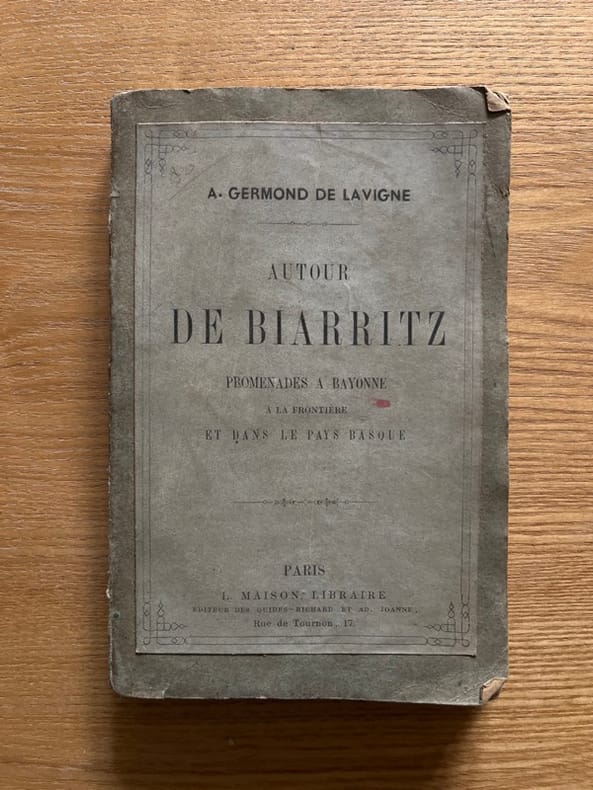 A. GERMOND DE LAVIGNE
AUTOUR
DE BIARRITZ
PROMENADES A BAYONNE
A LA FRONTIÈRE
ET DANS LE PAYS BASQUE
PARIS
L. MAISON, LIBRAIRE
EDITEUR DES GUIDES-RICHARD ET AD. JOANNE,
Rue de Tournon, 17.